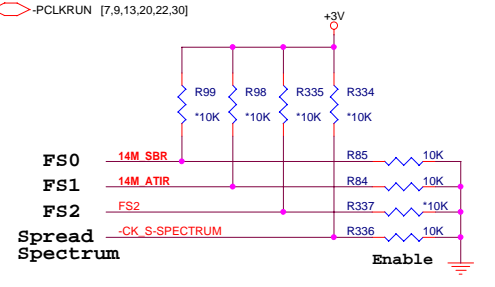 -PCLKRUN [7,9,13,20,22,30]
+3V
R99 R98 R335 R334
*10K *10K *10K *10K
FS0 14M_SBR R85 10K
FS1 14M_ATIR R84 10K
FS2 FS2 R337 *10K
Spread -CK_S-SPECTRUM R336 10K
Spectrum Enable